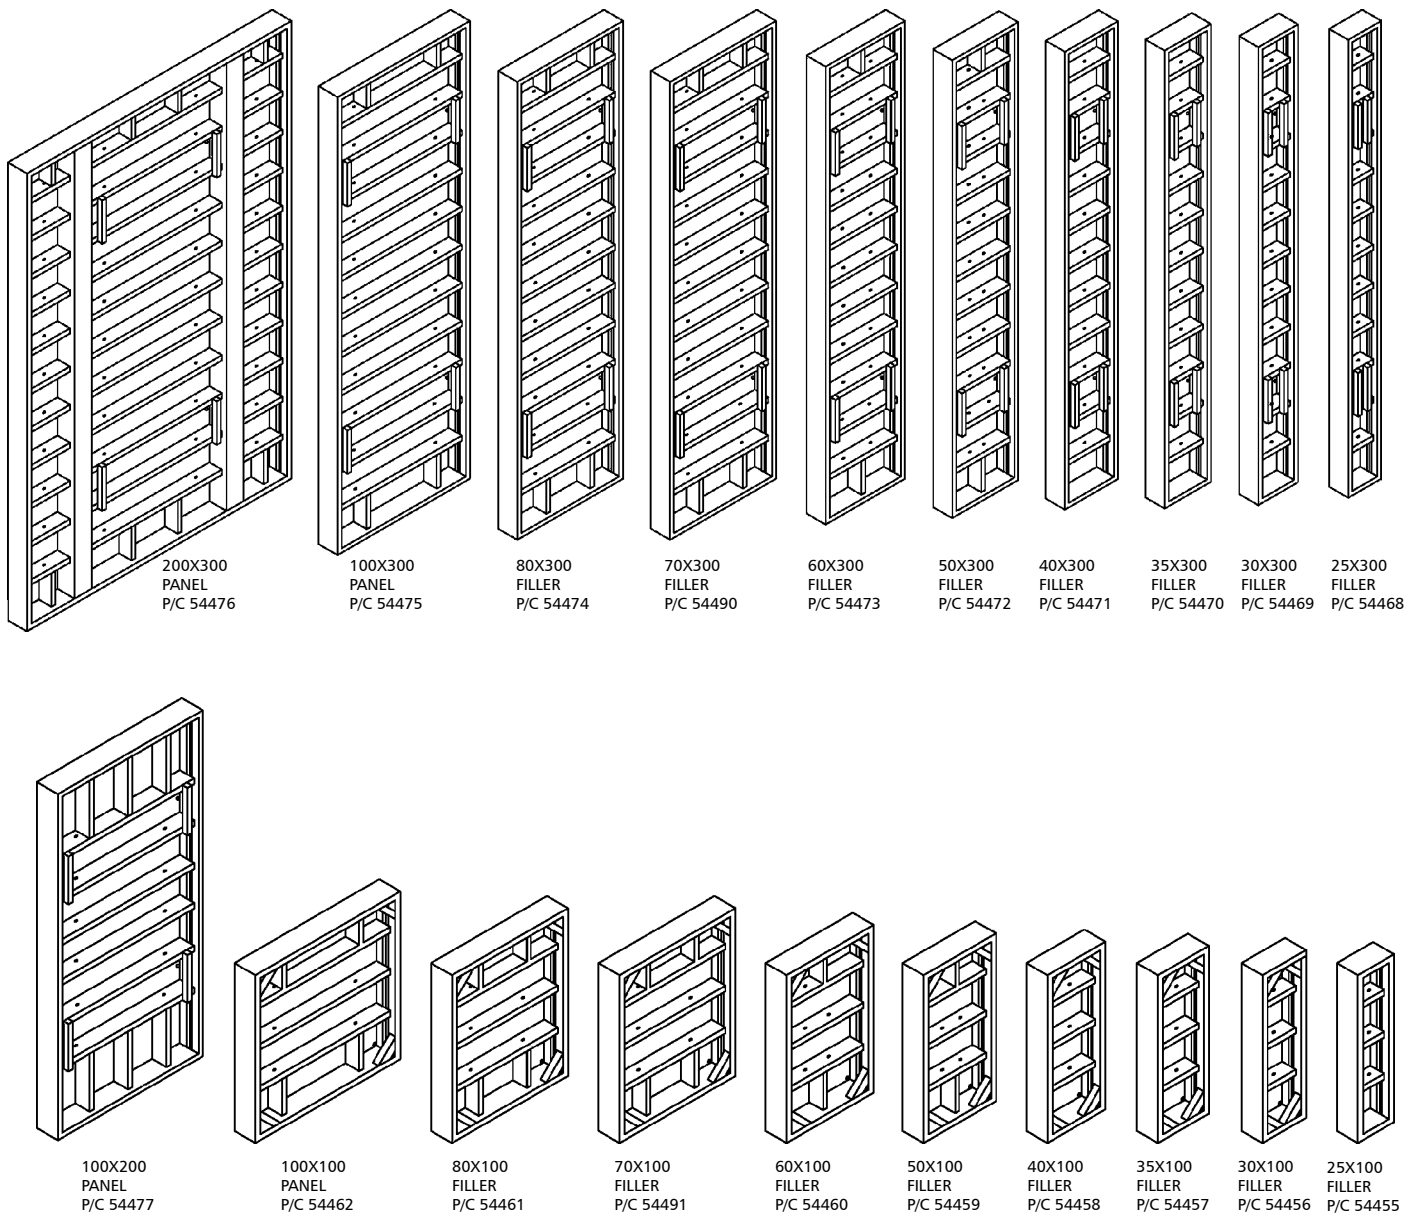 200X300
PANEL
P/C 54476
100X300
PANEL
P/C 54475
80X300
FILLER
P/C 54474
70X300
FILLER
P/C 54490
60X300
FILLER
P/C 54473
50X300
FILLER
P/C 54472
40X300
FILLER
P/C 54471
35X300
FILLER
P/C 54470
30X300
FILLER
P/C 54469
25X300
FILLER
P/C 54468
100X200
PANEL
P/C 54477
100X100
PANEL
P/C 54462
80X100
FILLER
P/C 54461
70X100
FILLER
P/C 54491
60X100
FILLER
P/C 54460
50X100
FILLER
P/C 54459
40X100
FILLER
P/C 54458
35X100
FILLER
P/C 54457
30X100
FILLER
P/C 54456
25X100
FILLER
P/C 54455